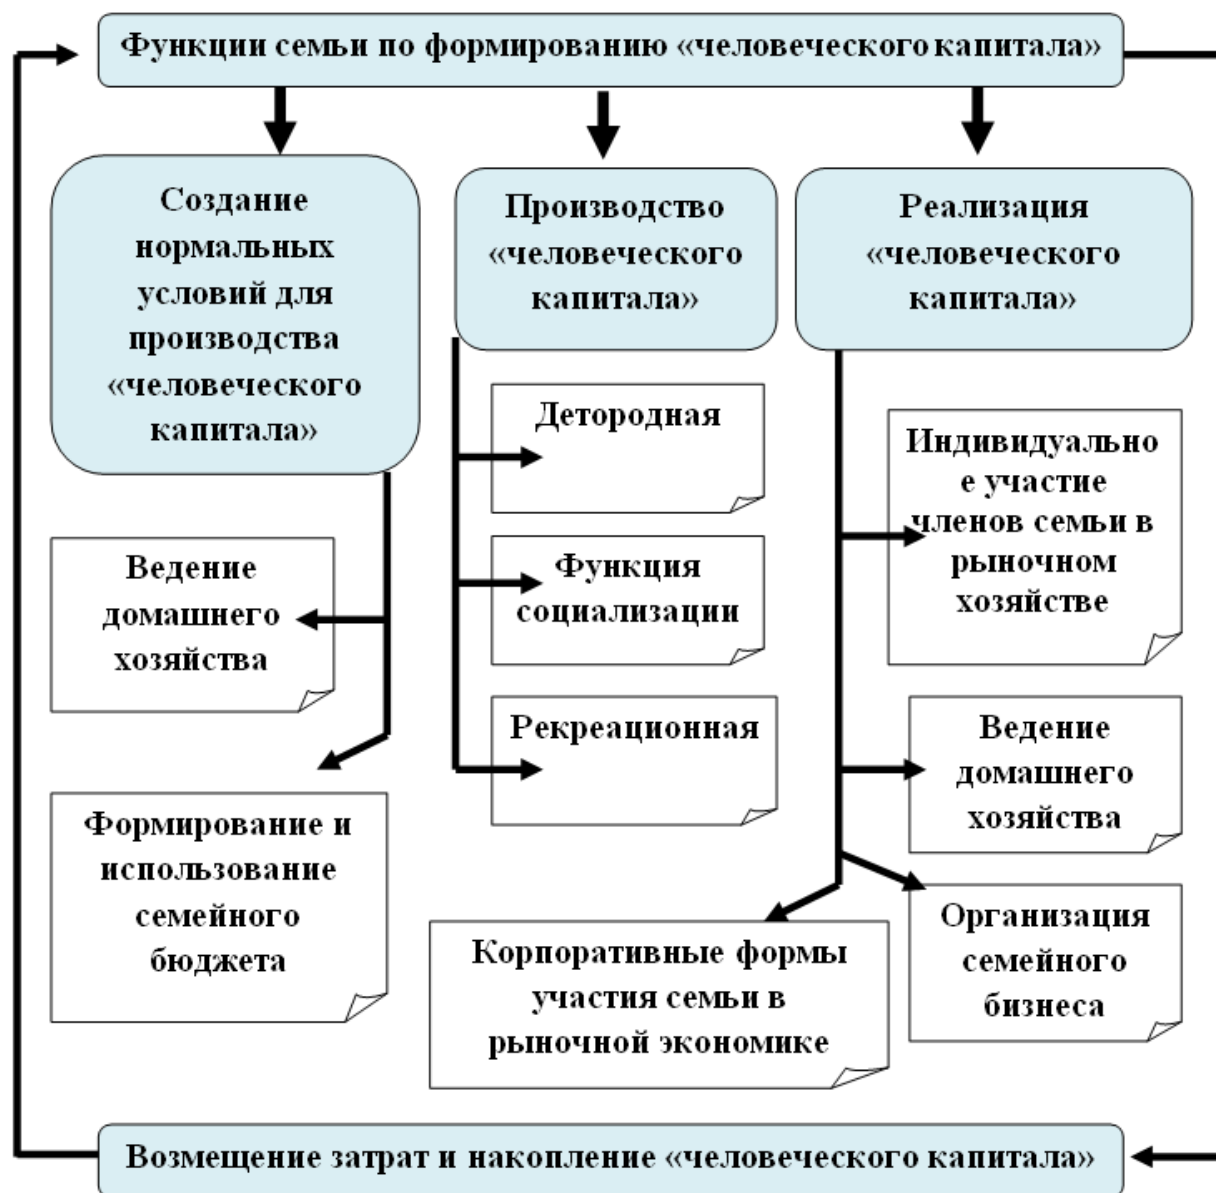 Функции семьи по формированию «человеческого капитала»
Создание
нормальных
условий для
производства
«человеческого
капитала»
Производство
«человеческого
капитала»
Реализация
«человеческого
капитала»
Ведение
домашнего
хозяйства
Формирование и
использование
семейного
бюджета
Детородная
Функция
социализации
Рекреационная
Индивидуально
е участие
членов семьи в
рыночном
хозяйстве
Ведение
домашнего
хозяйства
Организация
семейного
бизнеса
Корпоративные формы
участия семьи в
рыночной экономике
Возмещение затрат и накопление «человеческого капитала»